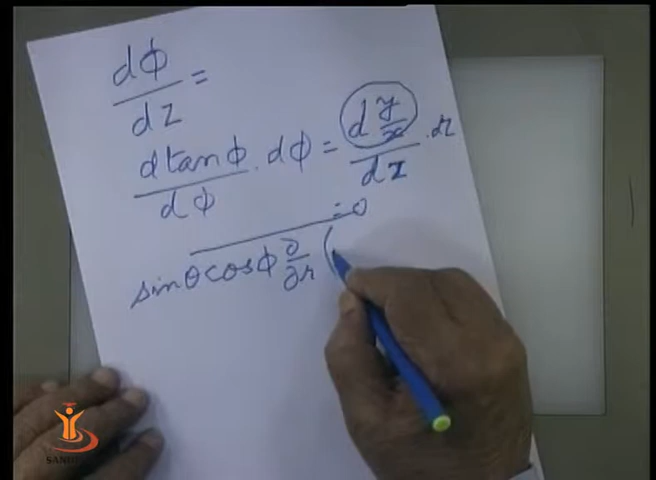 dϕ/dz =
d tanϕ/dϕ . dϕ = d y/x / dz . dz
= 0
sinθ cosϕ ∂/∂r (